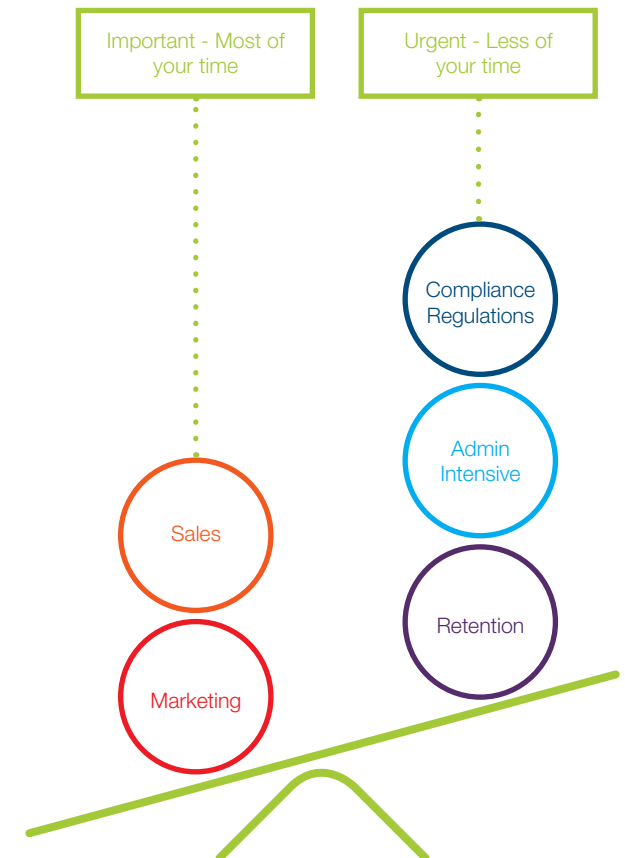 Important - Most of
your time
Urgent - Less of
your time
Compliance
Regulations
Admin
Intensive
Sales
Retention
Marketing